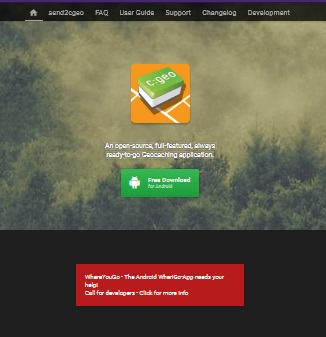 send2cgeo FAQ User Guide Support Changelog Development
c:geo
An open-source, full-featured, always
ready-to-go Geocaching application.
Free Download
for Android
WhereYouGo - The Android WherIGo-App needs your
help!
Call for developers - Click for more info